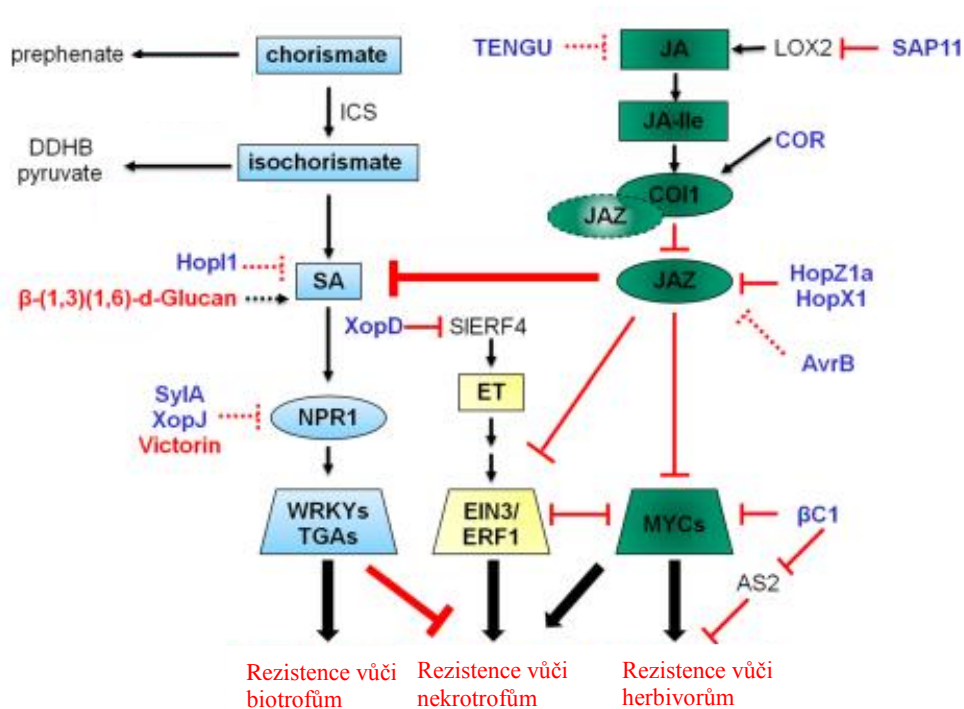 prephenate
chorismate
TENGU
JA
LOX2
SAP11
ICS
JA-Ile
DDHB
pyruvate
isochorismate
COR
COI1
JAZ
HopI1
SA
JAZ
HopZ1a
HopX1
β-(1,3)(1,6)-d-Glucan
XopD
SlERF4
AvrB
ET
SylA
XopJ
Victorin
NPR1
WRKYs
TGAs
EIN3/
ERF1
MYCs
βC1
AS2
Rezistence vůči
biotrofům
Rezistence vůči
nekrotrofům
Rezistence vůči
herbivorům